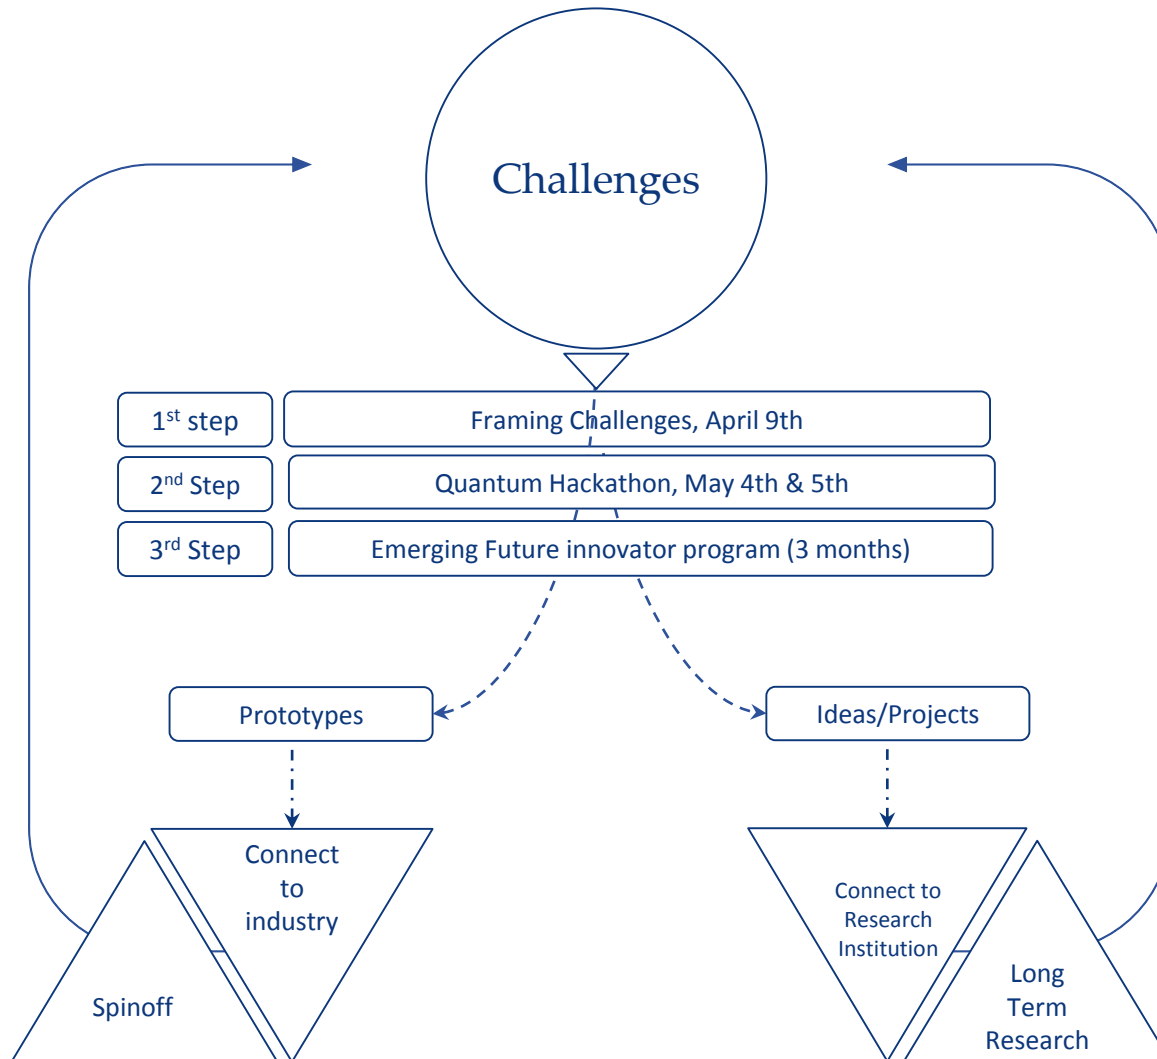 Challenges
1st step
Framing Challenges, April 9th
2nd Step
Quantum Hackathon, May 4th & 5th
3rd Step
Emerging Future innovator program (3 months)
Prototypes
Ideas/Projects
Connect
to
industry
Connect to
Research
Institution
Spinoff
Long
Term
Research